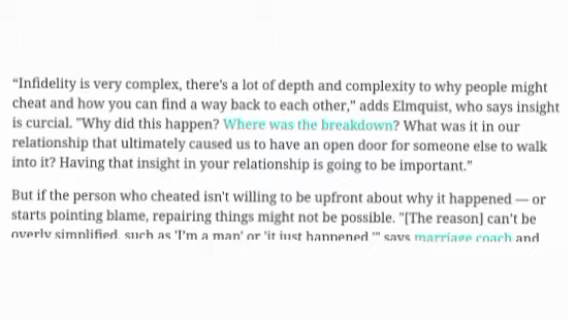 “Infidelity is very complex, there's a lot of depth and complexity to why people might
cheat and how you can find a way back to each other," adds Elmquist, who says insight
is curcial. "Why did this happen? Where was the breakdown? What was it in our
relationship that ultimately caused us to have an open door for someone else to walk
into it? Having that insight in your relationship is going to be important.”
But if the person who cheated isn't willing to be upfront about why it happened — or
starts pointing blame, repairing things might not be possible. "[The reason] can't be
overly simplified, such as 'I'm a man' or 'it just happened,'" says marriage coach and